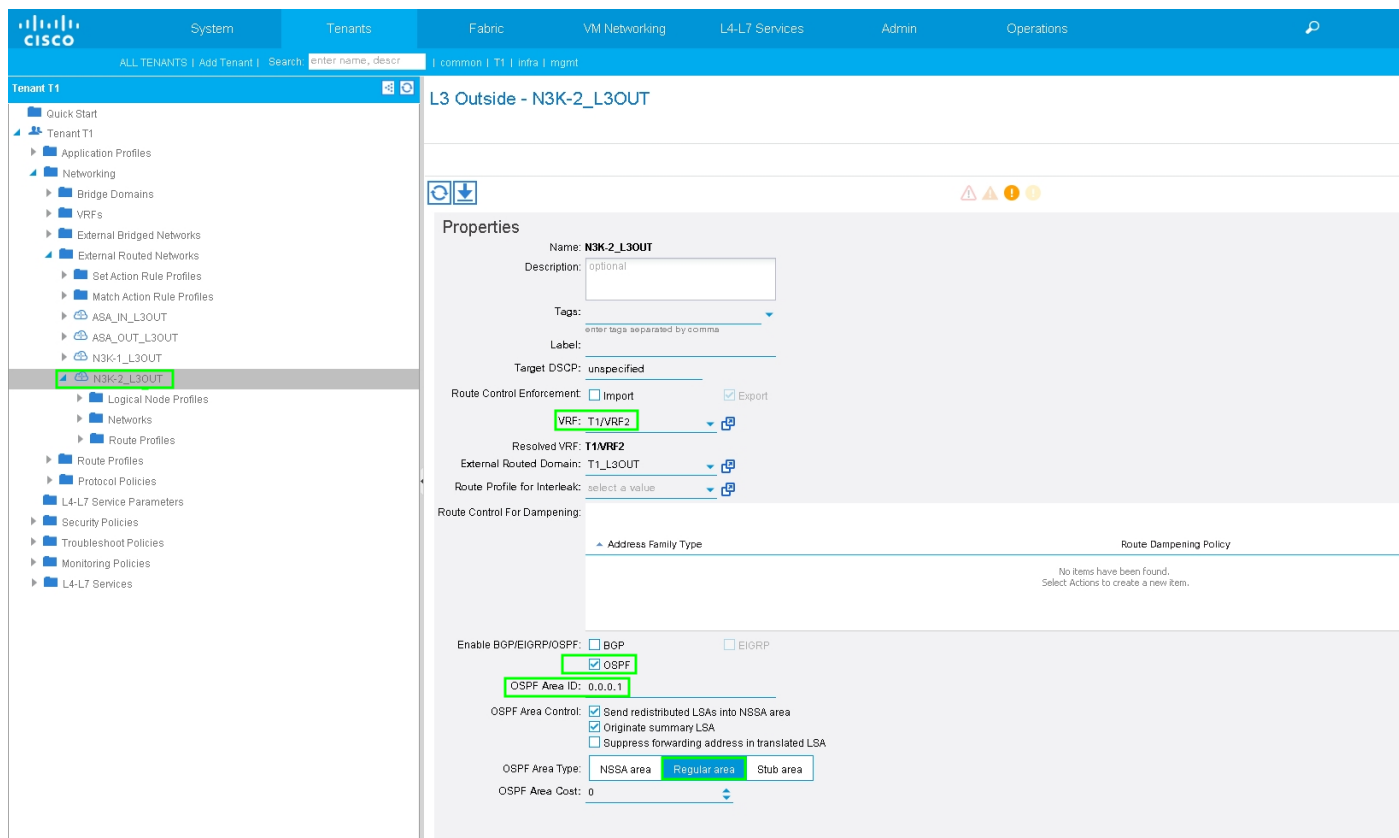 CISCO
System Tenants Fabric VM Networking L4-L7 Services Admin Operations
ALL TENANTS | Add Tenant | Search: enter name, descr | common | T1 | infra | mgmt
Tenant T1
Quick Start
Tenant T1
Application Profiles
Networking
Bridge Domains
VRFs
External Bridged Networks
External Routed Networks
Set Action Rule Profiles
Match Action Rule Profiles
ASA_IN_L3OUT
ASA_OUT_L3OUT
N3K-1_L3OUT
N3K-2_L3OUT
Logical Node Profiles
Networks
Route Profiles
Route Profiles
Protocol Policies
L4-L7 Service Parameters
Security Policies
Troubleshoot Policies
Monitoring Policies
L4-L7 Services
L3 Outside - N3K-2_L3OUT
Properties
Name: N3K-2_L3OUT
Description: optional
Tags:
enter tags separated by comma
Label:
Target DSCP: unspecified
Route Control Enforcement: Import Export
VRF: T1/VRF2
Resolved VRF: T1/VRF2
External Routed Domain: T1_L3OUT
Route Profile for Interleak: select a value
Route Control For Dampening:
Address Family Type Route Dampening Policy
No items have been found.
Select Actions to create a new item.
Enable BGP/EIGRP/OSPF: BGP EIGRP
OSPF
OSPF Area ID: 0.0.0.1
OSPF Area Control: Send redistributed LSAs into NSSA area
Originate summary LSA
Suppress forwarding address in translated LSA
OSPF Area Type: NSSA area Regular area Stub area
OSPF Area Cost: 0